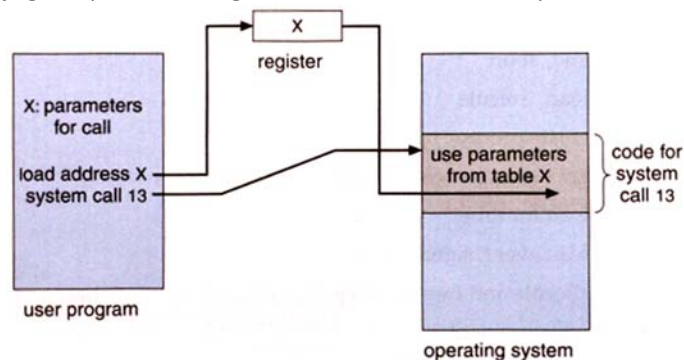 X
register
X: parameters
for call
load address X
system call 13
user program
use parameters
from table X
code for
system
call 13
operating system